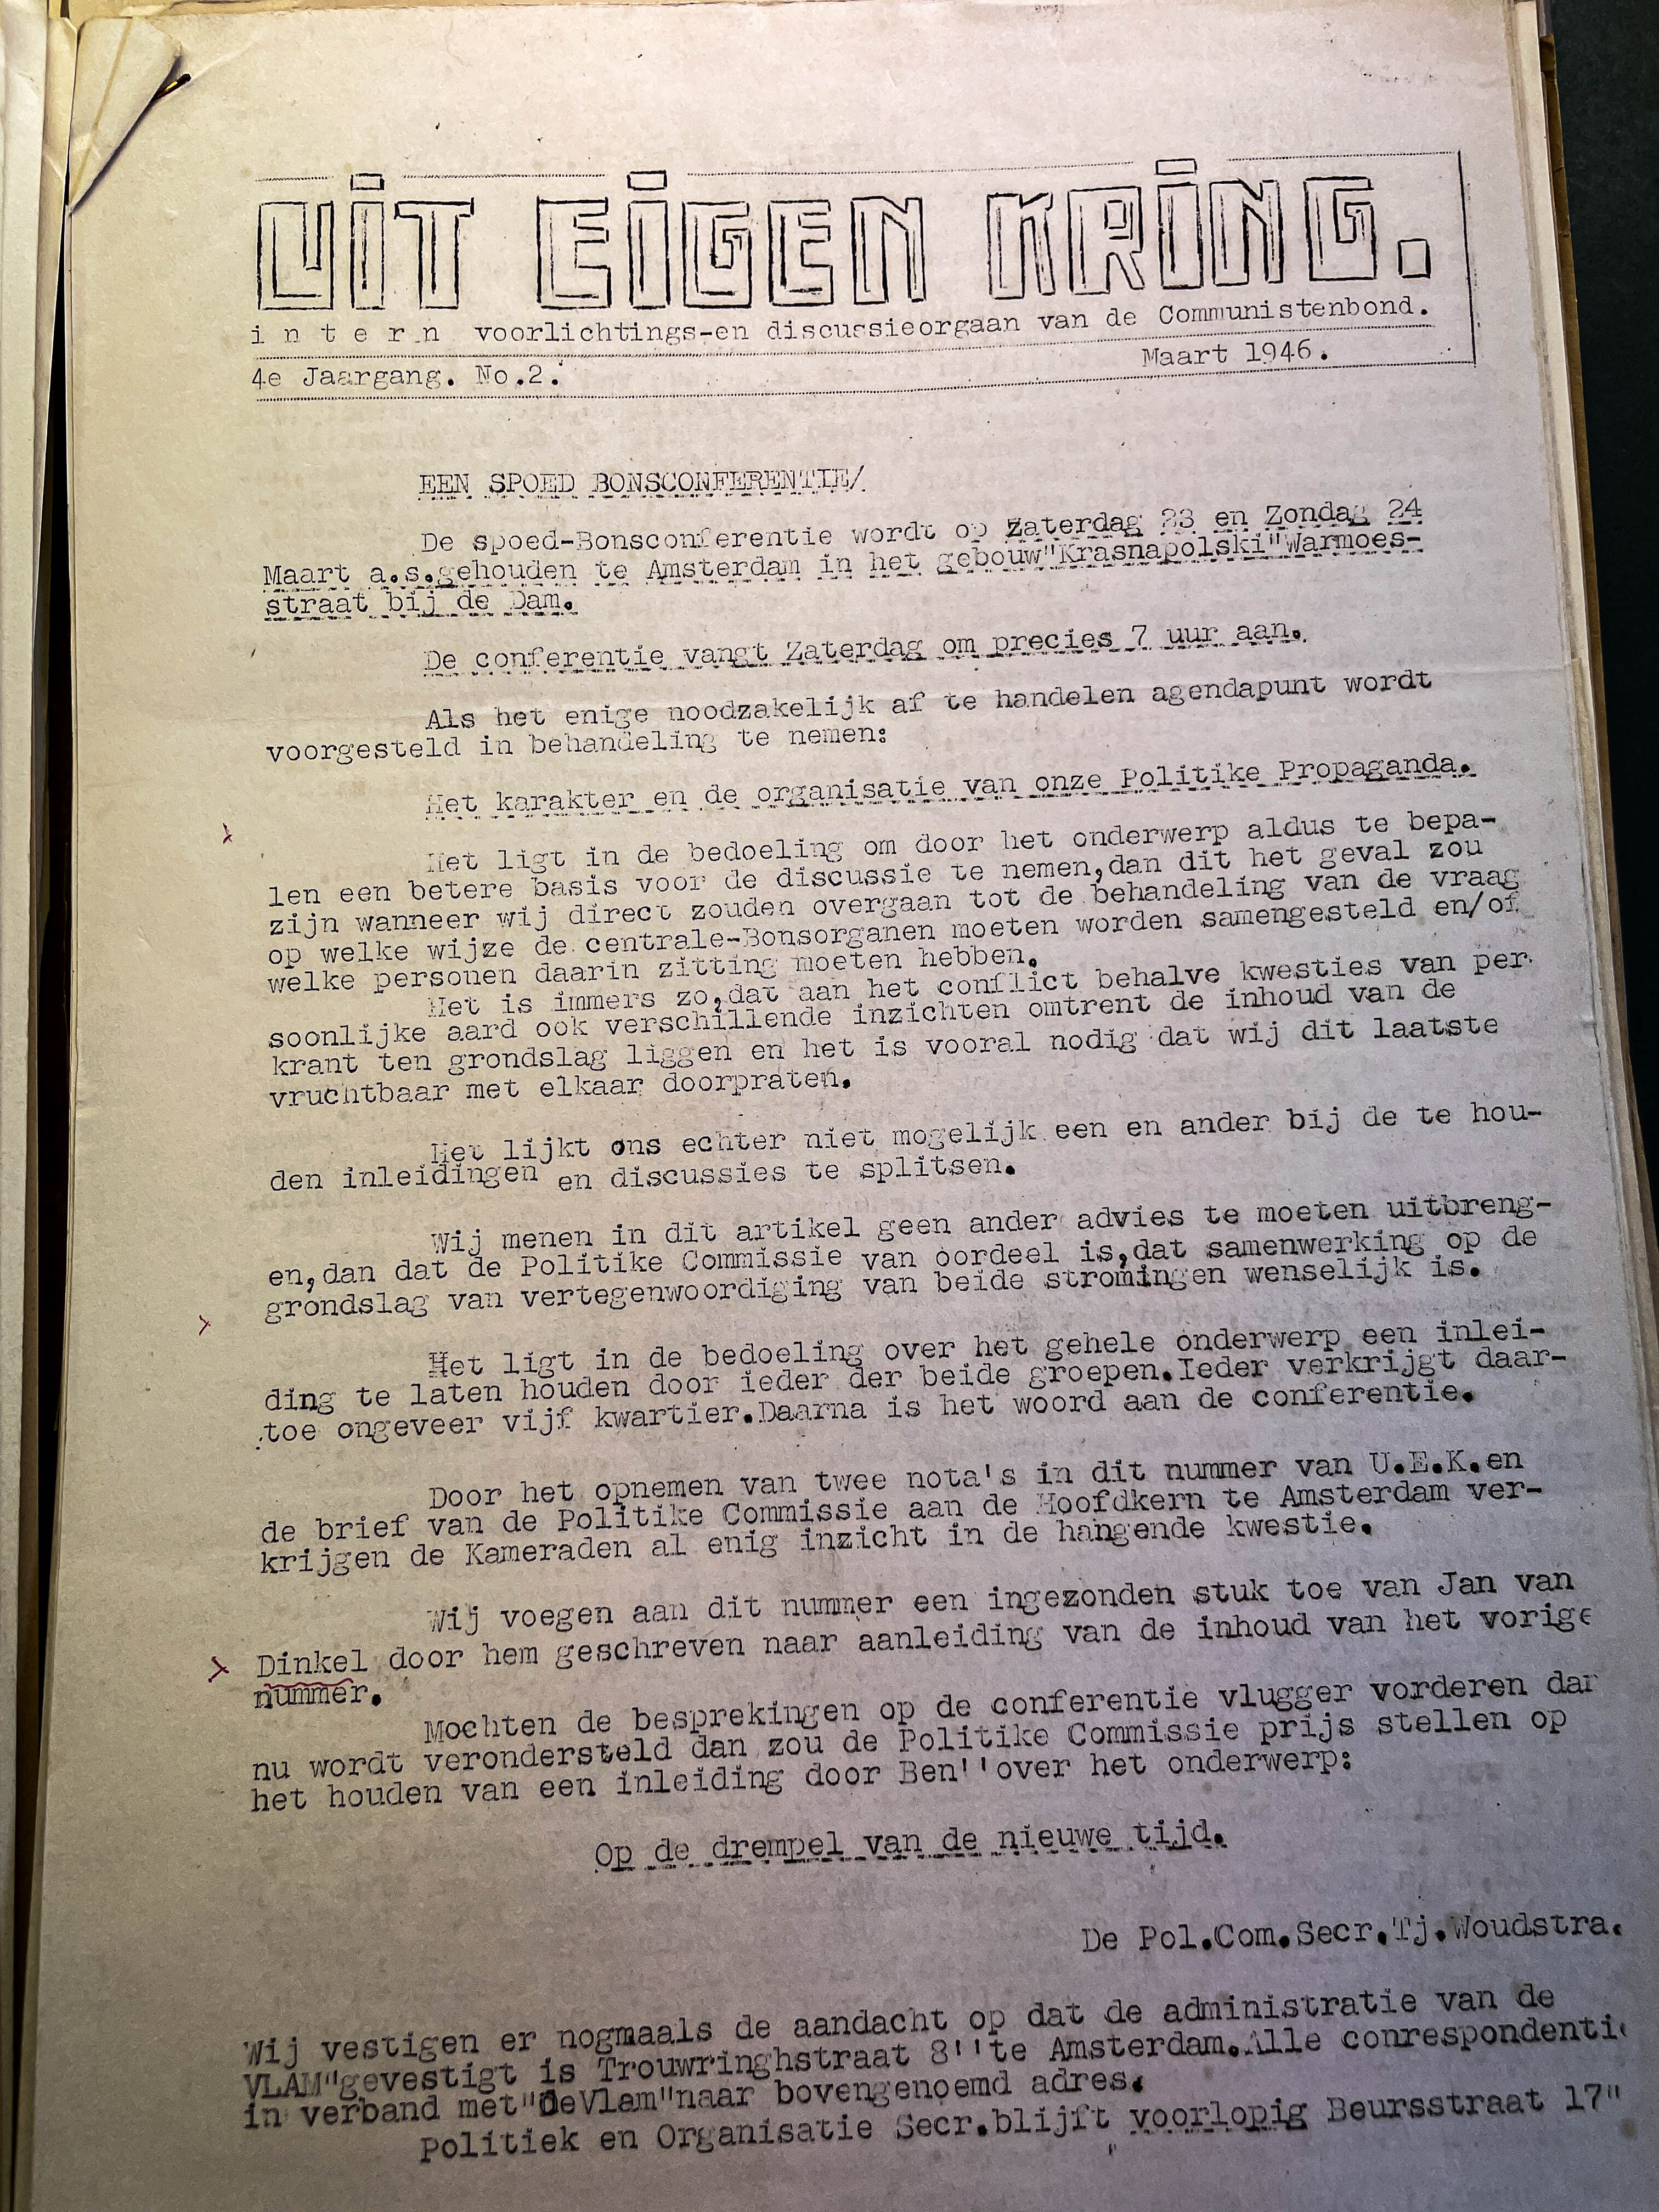 UIT EIGEN KRING.
intern voorlichtings-en discussieorgaan van de Communistenbond.
4e Jaargang. No.2. Maart 1946.
EEN SPOED BONSCONFERENTIE/
De spoed-Bonsconferentie wordt op Zaterdag 23 en Zondag 24
Maart a.s.gehouden te Amsterdam in het gebouw"Krasnapolski"Warmoes-
straat bij de Dam.
De conferentie vangt Zaterdag om precies 7 uur aan.
Als het enige noodzakelijk af te handelen agendapunt wordt
voorgesteld in behandeling te nemen:
Het karakter en de organisatie van onze Politike Propaganda.
Het ligt in de bedoeling om door het onderwerp aldus te bepa-
len een betere basis voor de discussie te nemen,dan dit het geval zou
zijn wanneer wij direct zouden overgaan tot de behandeling van de vraag
op welke wijze de centrale-Bonsorganen moeten worden samengesteld en/of
welke personen daarin zitting moeten hebben.
Het is immers zo,dat aan het conflict behalve kwesties van per
soonlijke aard ook verschillende inzichten omtrent de inhoud van de
krant ten grondslag liggen en het is vooral nodig dat wij dit laatste
vruchtbaar met elkaar doorpraten.
Het lijkt ons echter niet mogelijk een en ander bij de te hou-
den inleidingen en discussies te splitsen.
Wij menen in dit artikel geen ander advies te moeten uitbreng-
en,dan dat de Politike Commissie van oordeel is,dat samenwerking op de
grondslag van vertegenwoordiging van beide stromingen wenselijk is.
Het ligt in de bedoeling over het gehele onderwerp een inlei-
ding te laten houden door ieder der beide groepen.Ieder verkrijgt daar-
toe ongeveer vijf kwartier.Daarna is het woord aan de conferentie.
Door het opnemen van twee nota's in dit nummer van U.E.K.en
de brief van de Politike Commissie aan de Hoofdkern te Amsterdam ver-
krijgen de Kameraden al enig inzicht in de hangende kwestie.
Wij voegen aan dit nummer een ingezonden stuk toe van Jan van
Dinkel door hem geschreven naar aanleiding van de inhoud van het vorige
nummer.
Mochten de besprekingen op de conferentie vlugger vorderen dan
nu wordt verondersteld dan zou de Politike Commissie prijs stellen op
het houden van een inleiding door Ben''over het onderwerp:
Op de drempel van de nieuwe tijd.
De Pol.Com.Secr.Tj.Woudstra.
Wij vestigen er nogmaals de aandacht op dat de administratie van de
VLAM"gevestigt is Trouwringhstraat 8''te Amsterdam.Alle conrespondentie
in verband met"DeVlam"naar bovengenoemd adres.
Politiek en Organisatie Secr.blijft voorlopig Beursstraat 17"